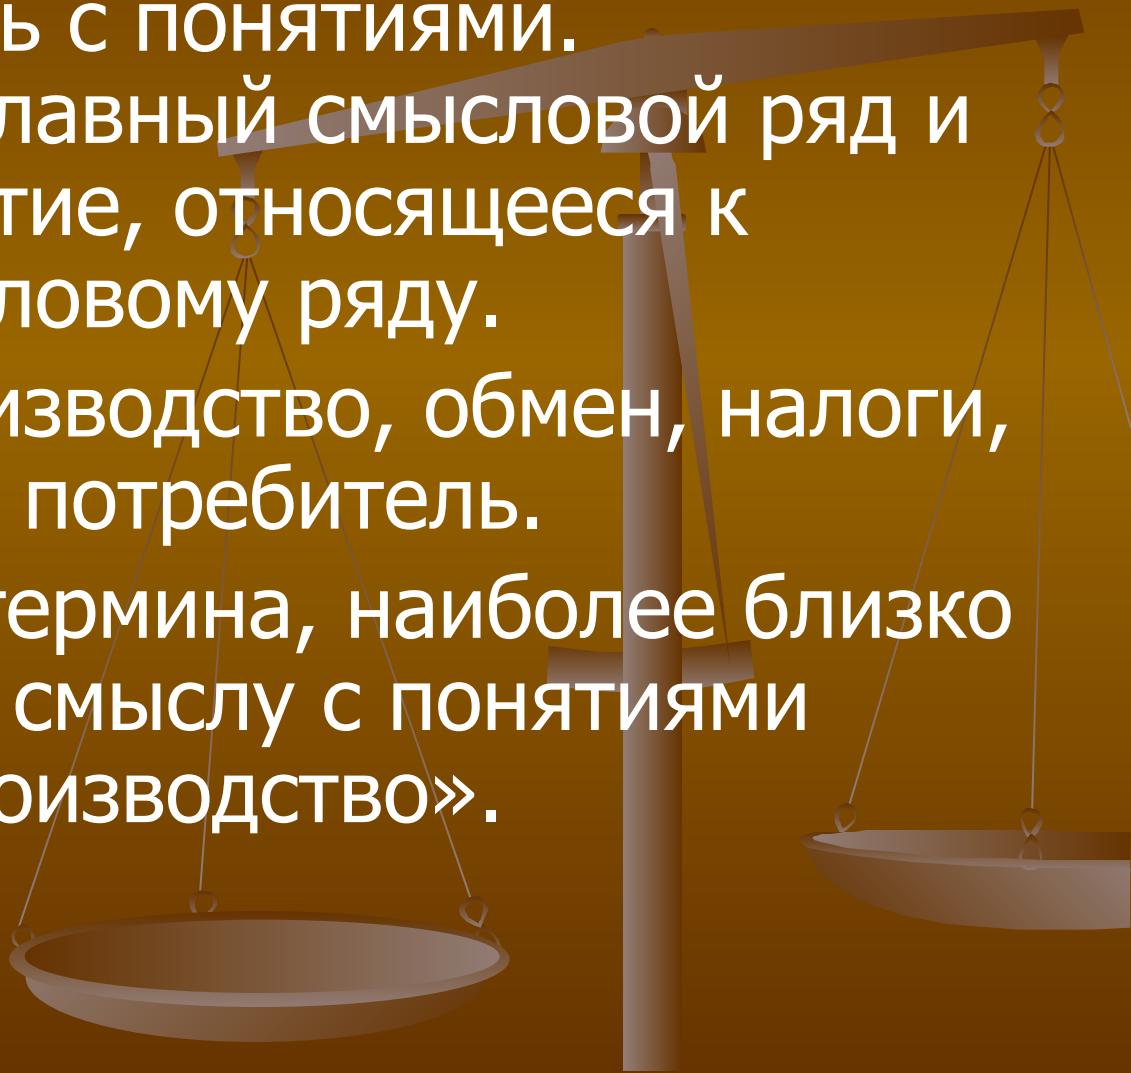 ь с понятиями.
лавный смысловой ряд и
тие, относящееся к
ловому ряду.
изводство, обмен, налоги,
потребитель.
термина, наиболее близко
смыслу с понятиями
оизводство».